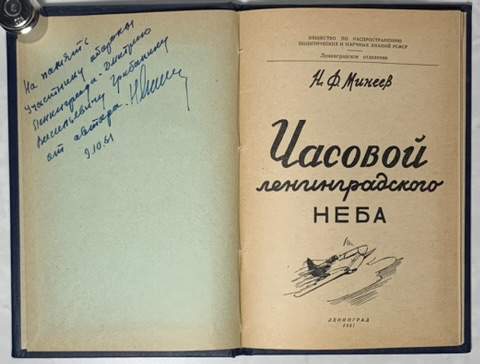 На память
Участнику обороны
Ленинграда Дмитрию
Васильевичу
от автора.
9.10.61
ОБЩЕСТВО ПО РАСПРОСТРАНЕНИЮ
ПОЛИТИЧЕСКИХ И НАУЧНЫХ ЗНАНИЙ РСФСР
Ленинградское отделение
Н. Ф. Минеев
Часовой
ленинградского
НЕБА
ЛЕНИНГРАД
1961